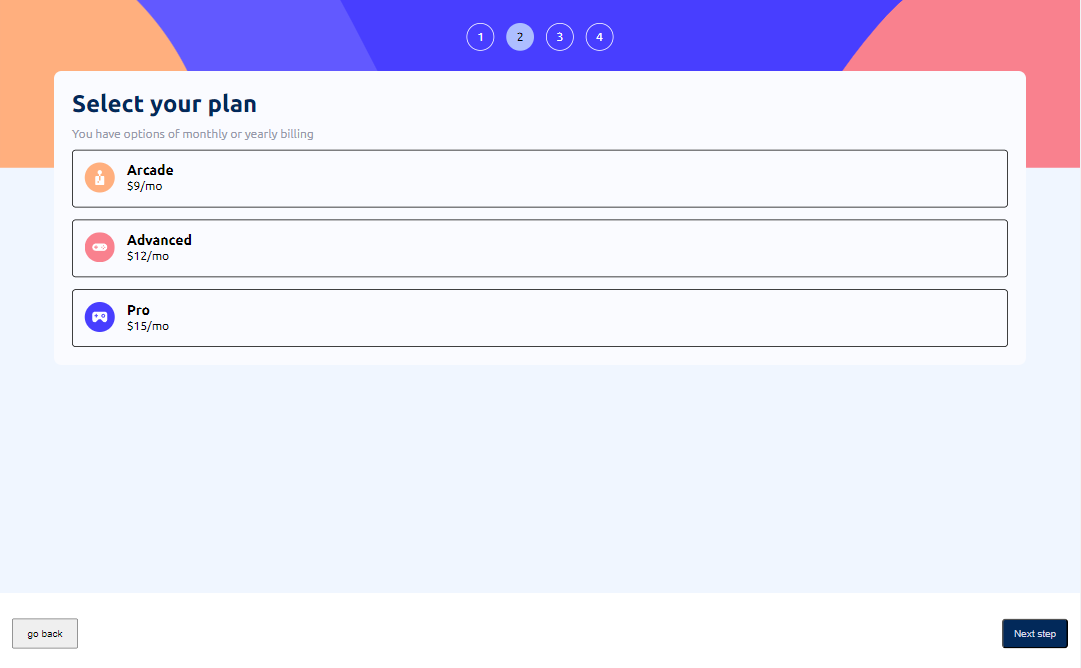 1 2 3 4
Select your plan
You have options of monthly or yearly billing
Arcade
$9/mo
Advanced
$12/mo
Pro
$15/mo
go back Next step